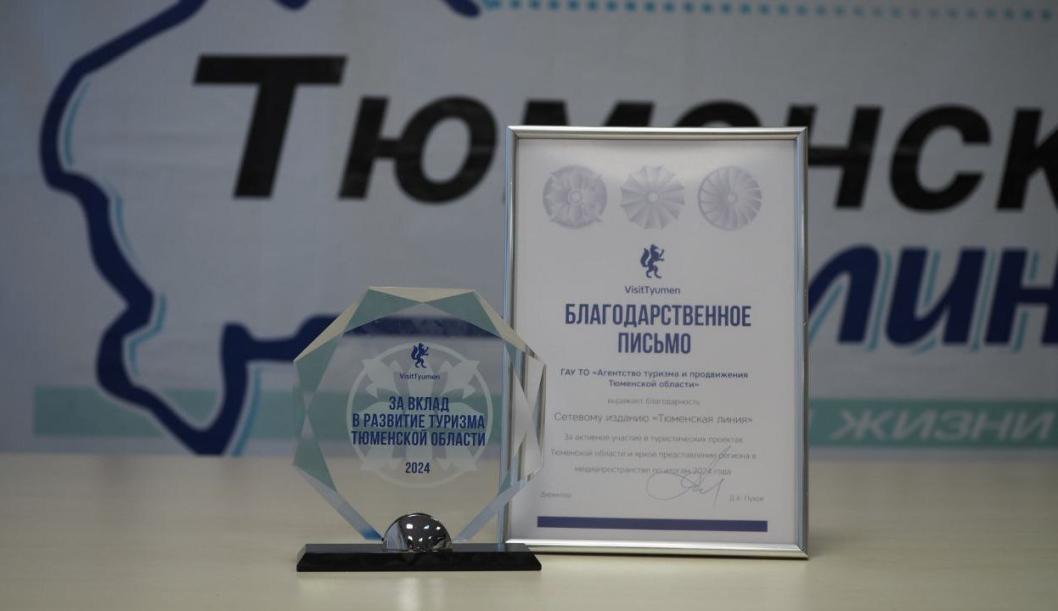 Тюменск
лин
ЖИЗНИ
VisitTyumen
ЗА ВКЛАД
В РАЗВИТИЕ ТУРИЗМА
ТЮМЕНСКОЙ ОБЛАСТИ
2024
VisitTyumen
БЛАГОДАРСТВЕННОЕ
ПИСЬМО
ГАУ ТО «Агентство туризма и продвижения
Тюменской области»
выражает благодарность
Сетевому изданию «Тюменская линия»
За активное участие в туристических проектах
Тюменской области и яркое представление региона в
медиапространстве по итогам 2024 года
Директор
Д.А. Пухов